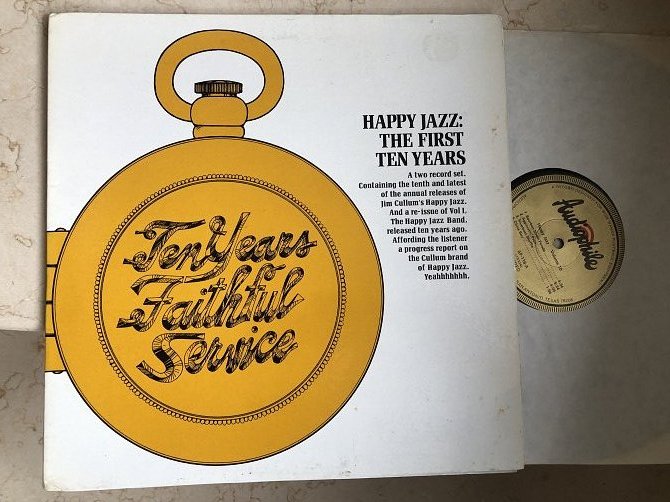 HAPPY JAZZ:
THE FIRST
TEN YEARS
A two record set.
Containing the tenth and latest
of the annual releases of
Jim Cullum's Happy Jazz.
And a re-issue of Vol I,
The Happy Jazz Band,
released ten years ago.
Affording the listener
a progress report on
the Cullum brand
of Happy Jazz.
Yeahhhhhhh.
Ten Years
Faithful
Service
Audiophile